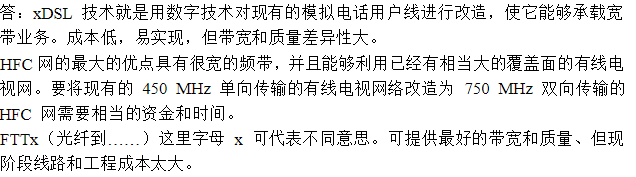 答：xDSL 技术就是用数字技术对现有的模拟电话用户线进行改造，使它能够承载宽
带业务。成本低，易实现，但带宽和质量差异性大。
HFC 网的最大的优点具有很宽的频带，并且能够利用已经有相当大的覆盖面的有线电
视网。要将现有的 450 MHz 单向传输的有线电视网络改造为 750 MHz 双向传输的
HFC 网需要相当的资金和时间。
FTTx（光纤到……）这里字母 x 可代表不同意思。可提供最好的带宽和质量、但现
阶段线路和工程成本太大。